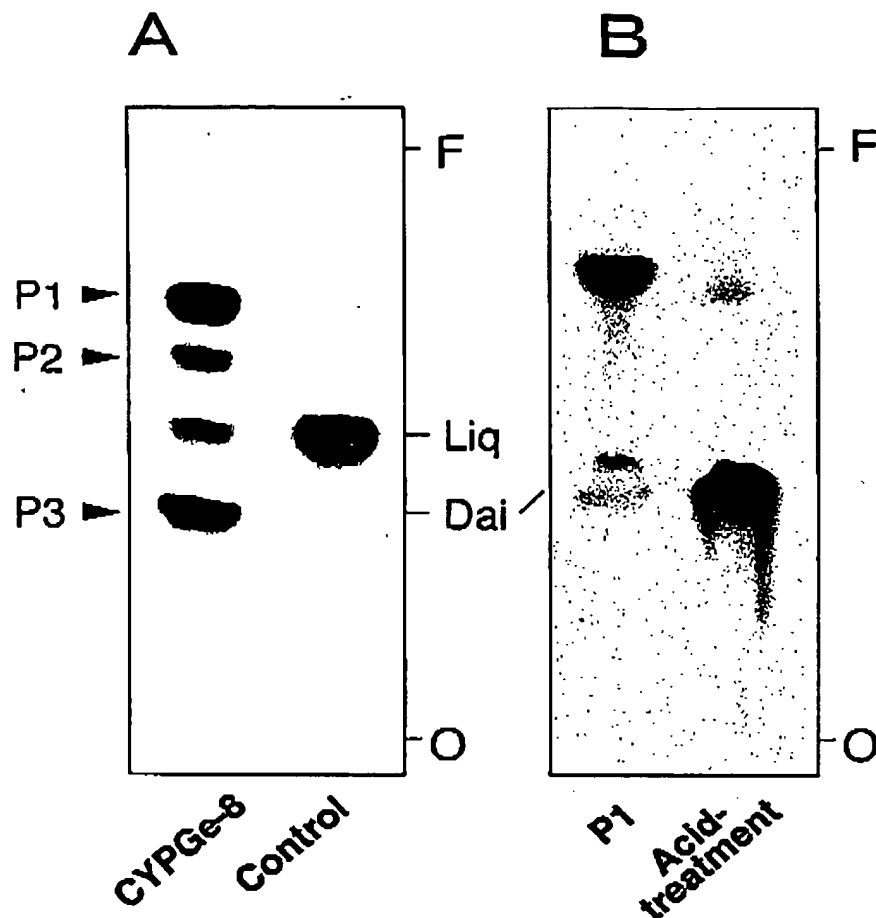 A
B
F
F
P1
P2
Liq
P3
Dai
O
O
CYPGe-8
Control
P1
Acid-
treatment